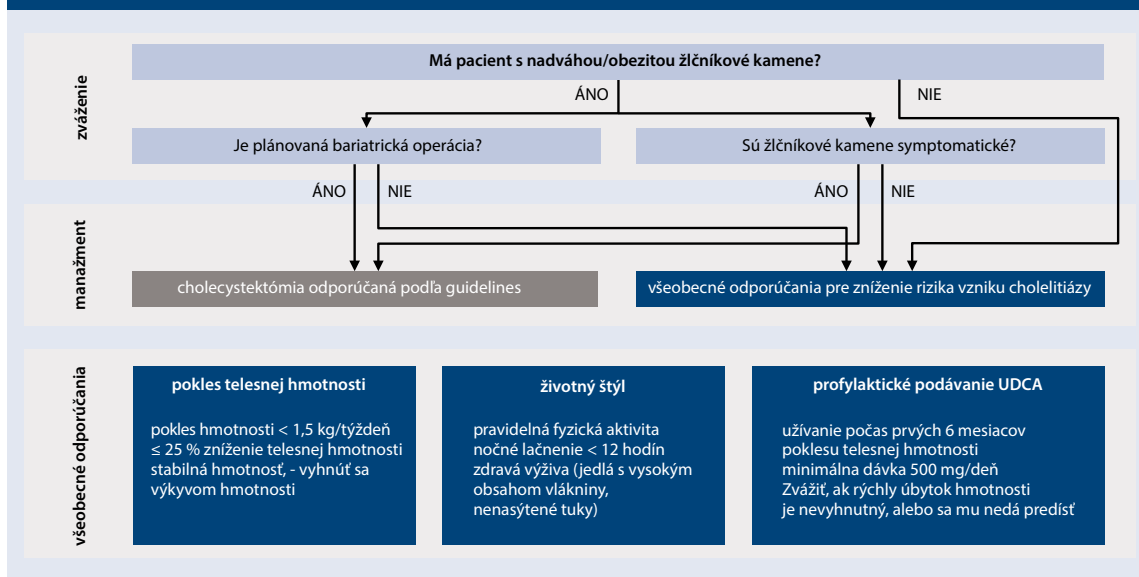 zváženie
Má pacient s nadváhou/obezitou žlčníkové kamene?
ÁNO
NIE
Je plánovaná bariatrická operácia?
Sú žlčníkové kamene symptomatické?
ÁNO
NIE
ÁNO
NIE
manažment
cholecystektómia odporúčaná podľa guidelines
všeobecné odporúčania pre zníženie rizika vzniku cholelitiázy
všeobecné odporúčania
pokles telesnej hmotnosti
pokles hmotnosti < 1,5 kg/týždeň
≤ 25 % zníženie telesnej hmotnosti
stabilná hmotnosť, - vyhnúť sa
výkyvom hmotnosti
životný štýl
pravidelná fyzická aktivita
nočné lačnenie < 12 hodín
zdravá výživa (jedlá s vysokým
obsahom vlákniny,
nenasýtené tuky)
profylaktické podávanie UDCA
užívanie počas prvých 6 mesiacov
poklesu telesnej hmotnosti
minimálna dávka 500 mg/deň
Zvážiť, ak rýchly úbytok hmotnosti
je nevyhnutný, alebo sa mu nedá predísť